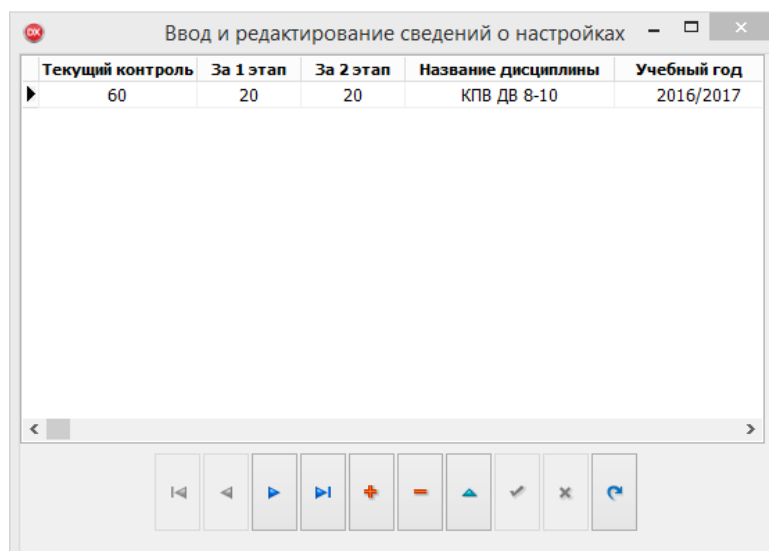 DX Ввод и редактирование сведений о настройках
Текущий контроль За 1 этап За 2 этап Название дисциплины Учебный год
60 20 20 КПВ ДВ 8-10 2016/2017